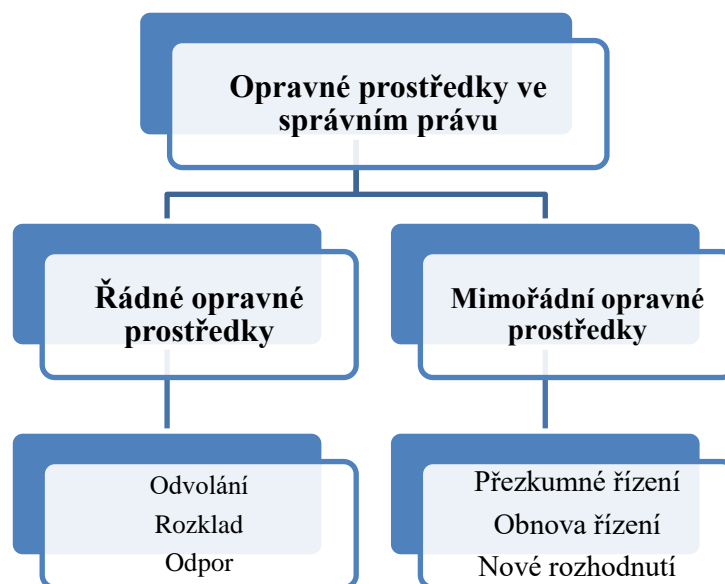 Opravné prostředky ve
správním právu
Řádné opravné
prostředky
Mimořádní opravné
prostředky
Odvolání
Rozklad
Odpor
Přezkumné řízení
Obnova řízení
Nové rozhodnutí